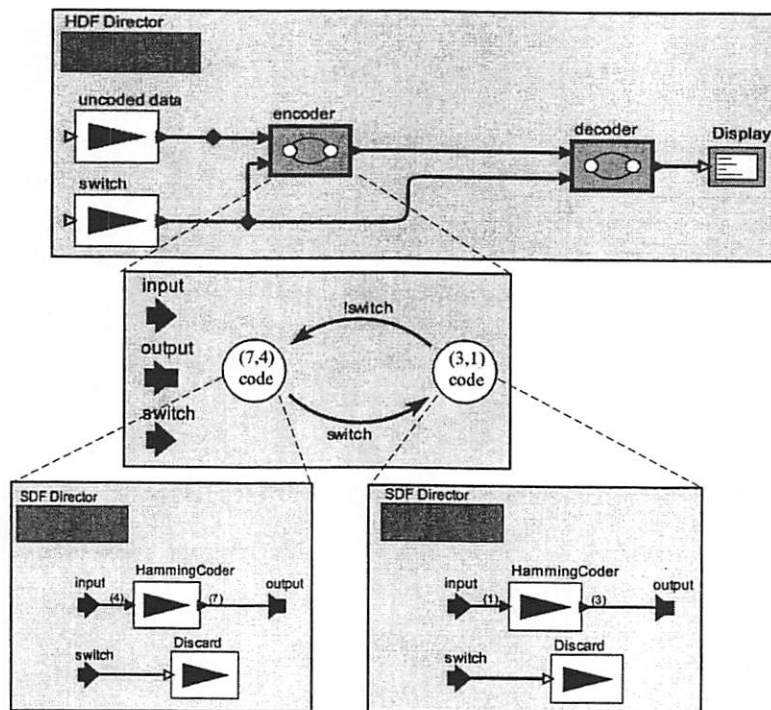 HDF Director
uncoded data
encoder
decoder
Display
switch
input
output
switch
!switch
(7,4)
code
(3,1)
code
switch
SDF Director
HammingCoder
input
(4)
(7)
output
Discard
switch
SDF Director
HammingCoder
input
(1)
(3)
output
Discard
switch